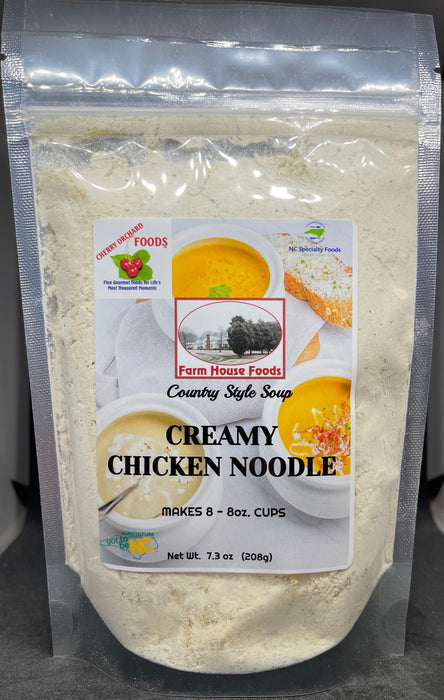 CHERRY ORCHARD
FOODS
Fine Gourmet Foods for Life's
Most Treasured Moments
NC Specialty Foods
Farm House Foods
Country Style Soup
CREAMY
CHICKEN NOODLE
MAKES 8 - 8oz. CUPS
AGRICULTURE
got to
be NC
Net Wt. 7.3 oz (208g)